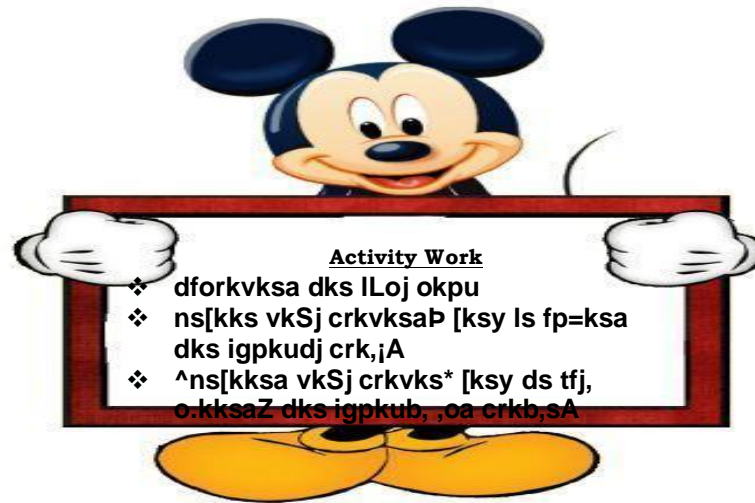 Activity Work
❖ dforkvksa dks lLoj okpu
❖ ns[kks vkSj crkvksaÞ [ksy ls fp=ksa
dks igpkudj crk,¡A
❖ ^ns[kksa vkSj crkvks* [ksy ds tfj,
o.kksaZ dks igpkub, ,oa crkb,sA